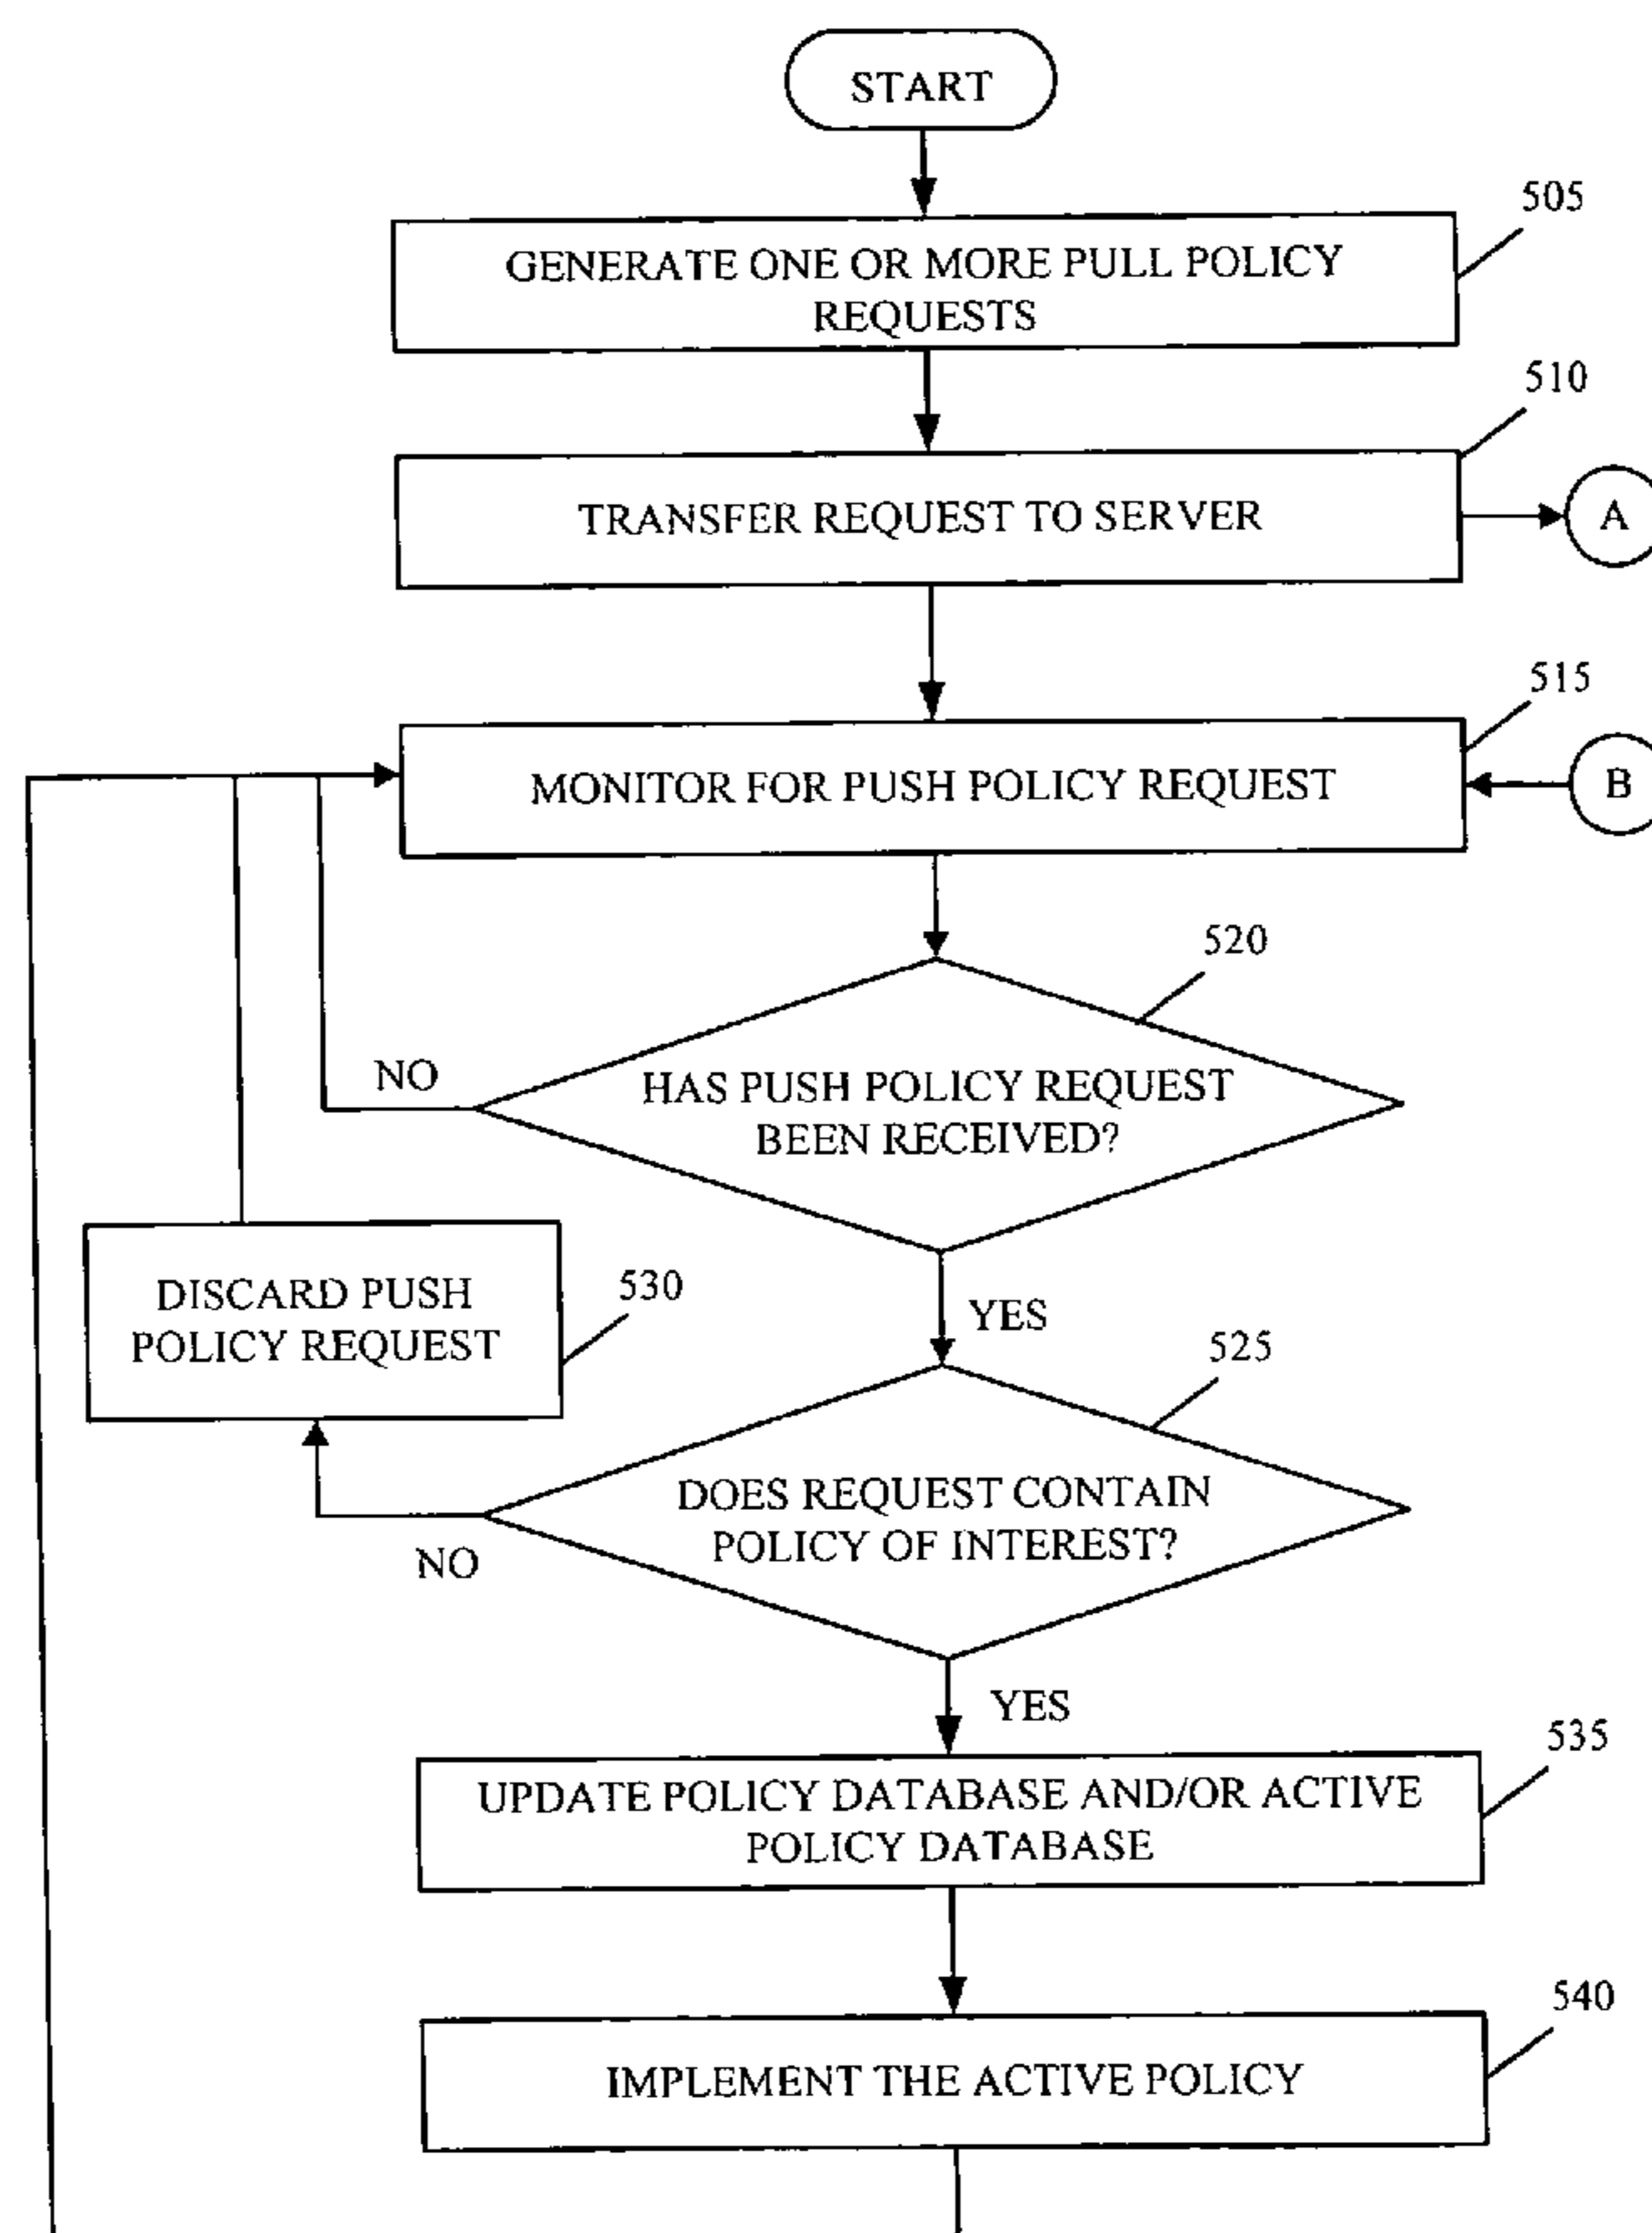 START
505
GENERATE ONE OR MORE PULL POLICY
REQUESTS
510
TRANSFER REQUEST TO SERVER
A
515
MONITOR FOR PUSH POLICY REQUEST
B
520
NO
HAS PUSH POLICY REQUEST
BEEN RECEIVED?
530
DISCARD PUSH
POLICY REQUEST
YES
525
DOES REQUEST CONTAIN
POLICY OF INTEREST?
NO
YES
535
UPDATE POLICY DATABASE AND/OR ACTIVE
POLICY DATABASE
540
IMPLEMENT THE ACTIVE POLICY